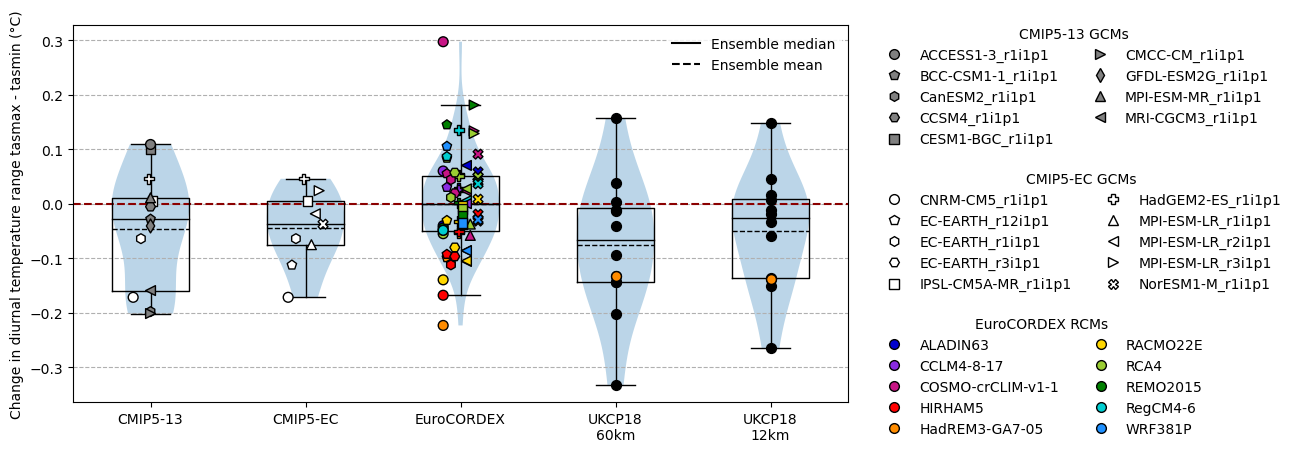 Change in diurnal temperature range tasmax - tasmin (°C)
0.3
0.2
0.1
0.0
−0.1
−0.2
−0.3
Ensemble median
Ensemble mean
CMIP5-13
CMIP5-EC
EuroCORDEX
UKCP18
60km
UKCP18
12km
CMIP5-13 GCMs
ACCESS1-3_r1i1p1
BCC-CSM1-1_r1i1p1
CanESM2_r1i1p1
CCSM4_r1i1p1
CESM1-BGC_r1i1p1
CMCC-CM_r1i1p1
GFDL-ESM2G_r1i1p1
MPI-ESM-MR_r1i1p1
MRI-CGCM3_r1i1p1
CMIP5-EC GCMs
CNRM-CM5_r1i1p1
EC-EARTH_r12i1p1
EC-EARTH_r1i1p1
EC-EARTH_r3i1p1
IPSL-CM5A-MR_r1i1p1
HadGEM2-ES_r1i1p1
MPI-ESM-LR_r1i1p1
MPI-ESM-LR_r2i1p1
MPI-ESM-LR_r3i1p1
NorESM1-M_r1i1p1
EuroCORDEX RCMs
ALADIN63
CCLM4-8-17
COSMO-crCLIM-v1-1
HIRHAM5
HadREM3-GA7-05
RACMO22E
RCA4
REMO2015
RegCM4-6
WRF381P